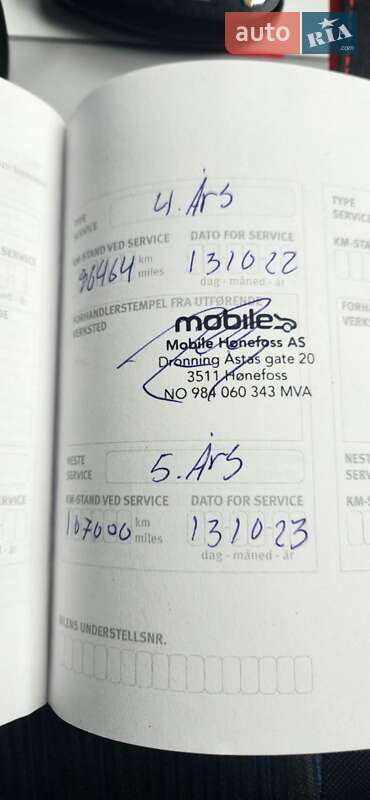 auto RIA.com
4. Års
TYPE SERVICE
TYPE
KM-STAND VED SERVICE
DATO FOR SERVICE
96464 km miles
131022
dag - måned - år
FORHANDLERSTEMPEL FRA UTFØRENDE VERKSTED
mobile
Mobile Hønefoss AS
Dronning Åstas gate 20
3511 Hønefoss
NO 984 060 343 MVA
5. Års
NESTE SERVICE
KM-STAND VED SERVICE
DATO FOR SERVICE
107000 km miles
131023
dag - måned - år
BILENS UNDERSTELLSNR.